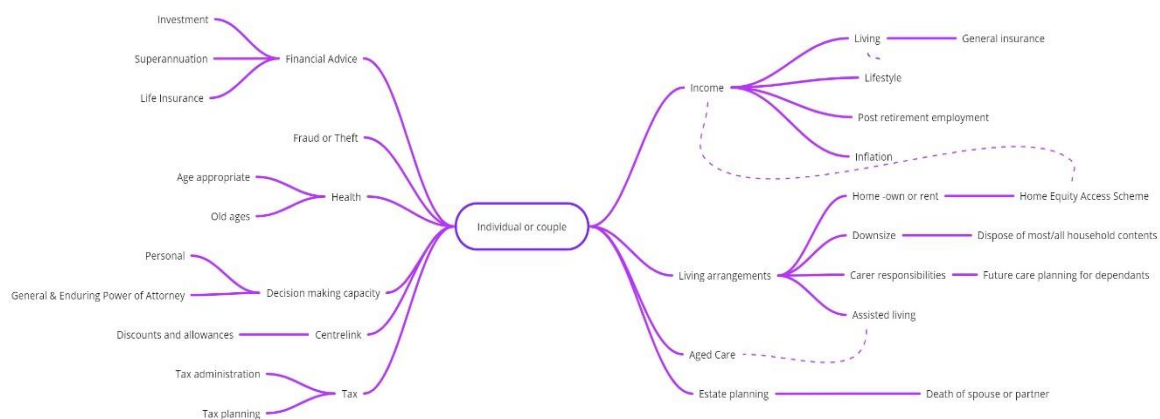 Investment
Superannuation
Life Insurance
Financial Advice
Fraud or Theft
Age appropriate
Old ages
Health
Personal
General & Enduring Power of Attorney
Decision making capacity
Discounts and allowances
Centrelink
Tax administration
Tax planning
Tax
Individual or couple
Income
Living
General insurance
Lifestyle
Post retirement employment
Inflation
Living arrangements
Home -own or rent
Home Equity Access Scheme
Downsize
Dispose of most/all household contents
Carer responsibilities
Future care planning for dependants
Assisted living
Aged Care
Estate planning
Death of spouse or partner